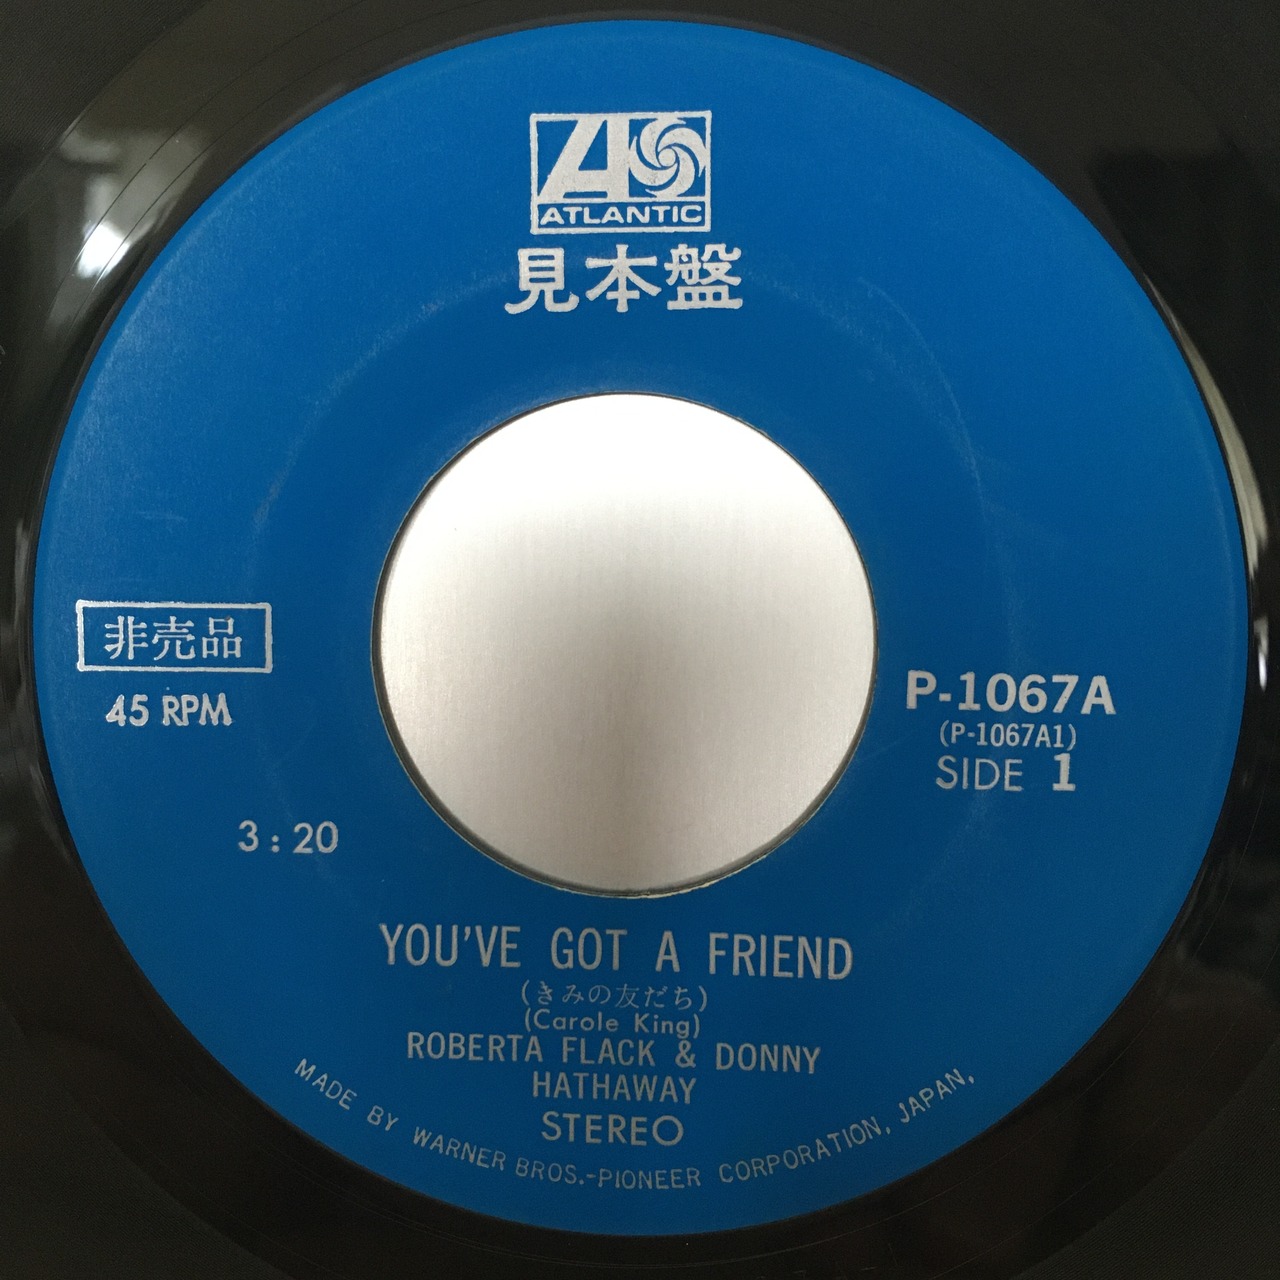 ATLANTIC
見本盤
非売品
45 RPM
P-1067A
(P-1067A1)
SIDE 1
3:20
YOU'VE GOT A FRIEND
(きみの友だち)
(Carole King)
ROBERTA FLACK & DONNY
HATHAWAY
STEREO
MADE BY WARNER BROS.-PIONEER CORPORATION, JAPAN,